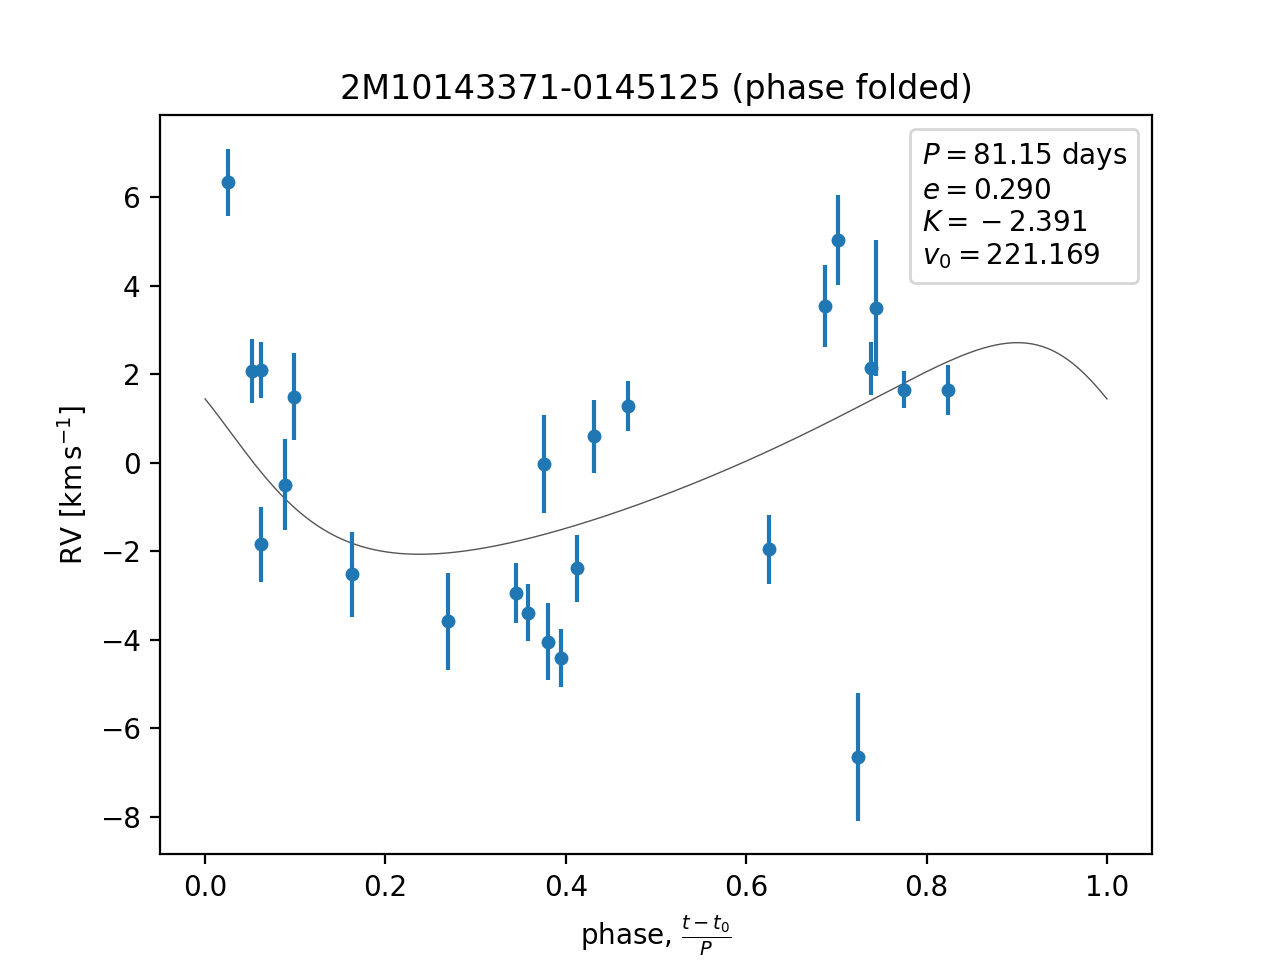 2M10143371-0145125 (phase folded)
P = 81.15 days
e = 0.290
K = −2.391
v₀ = 221.169
RV [km s⁻¹]
6
4
2
0
−2
−4
−6
−8
0.0 0.2 0.4 0.6 0.8 1.0
phase, (t − t₀)/P